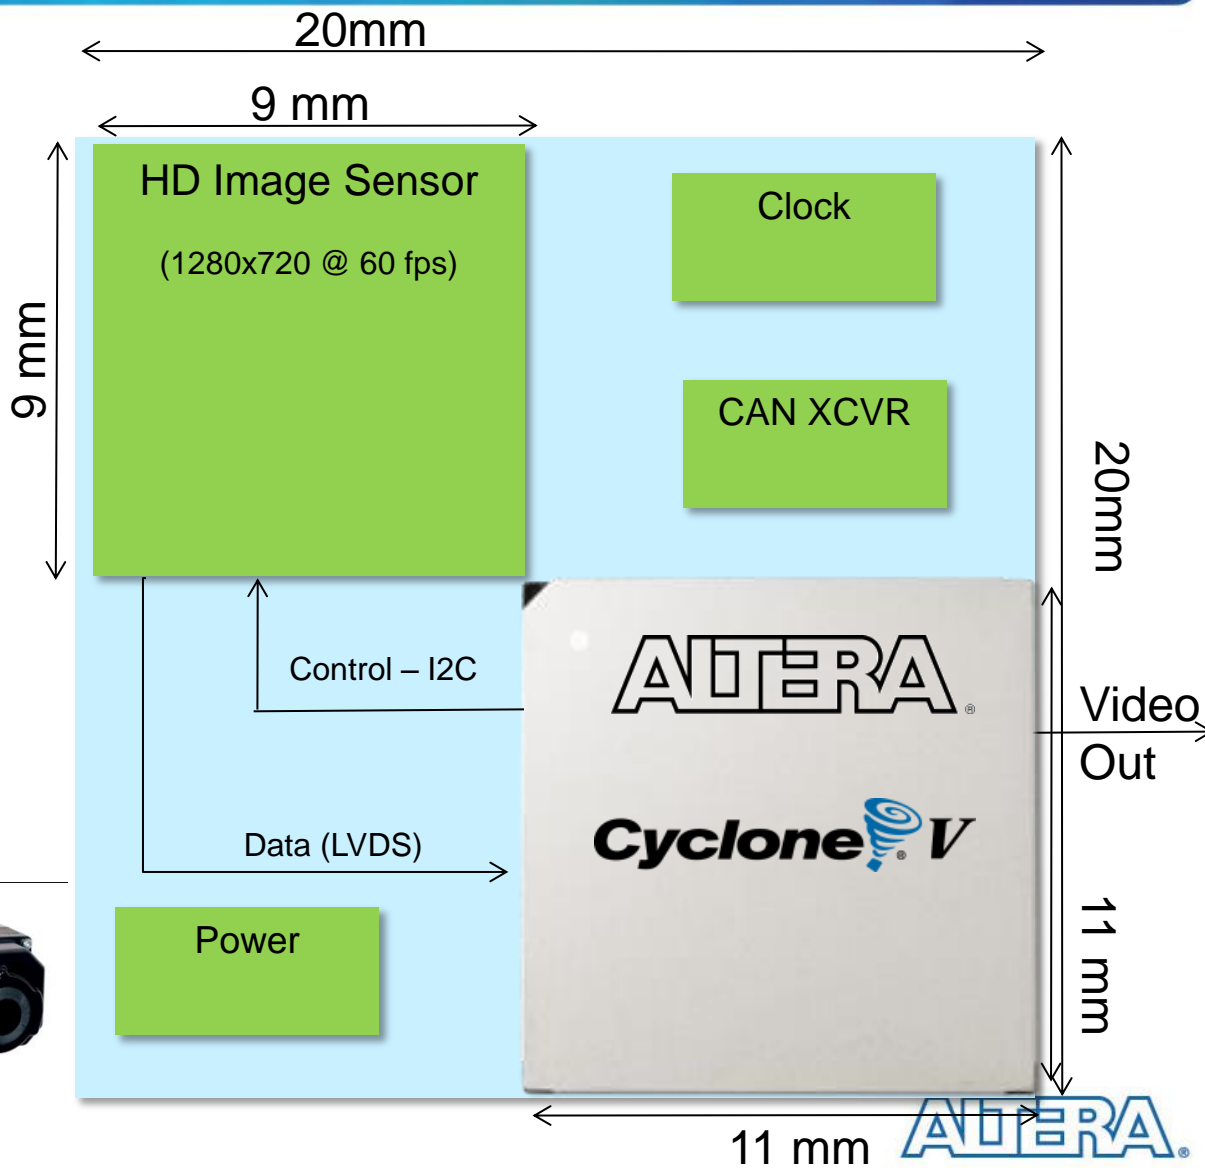 20mm
9 mm
HD Image Sensor
(1280x720 @ 60 fps)
Clock
9 mm
CAN XCVR
20mm
Control – I2C
ALTERA®
Video
Out
Cyclone® V
Data (LVDS)
Power
11 mm
11 mm
ALTERA®